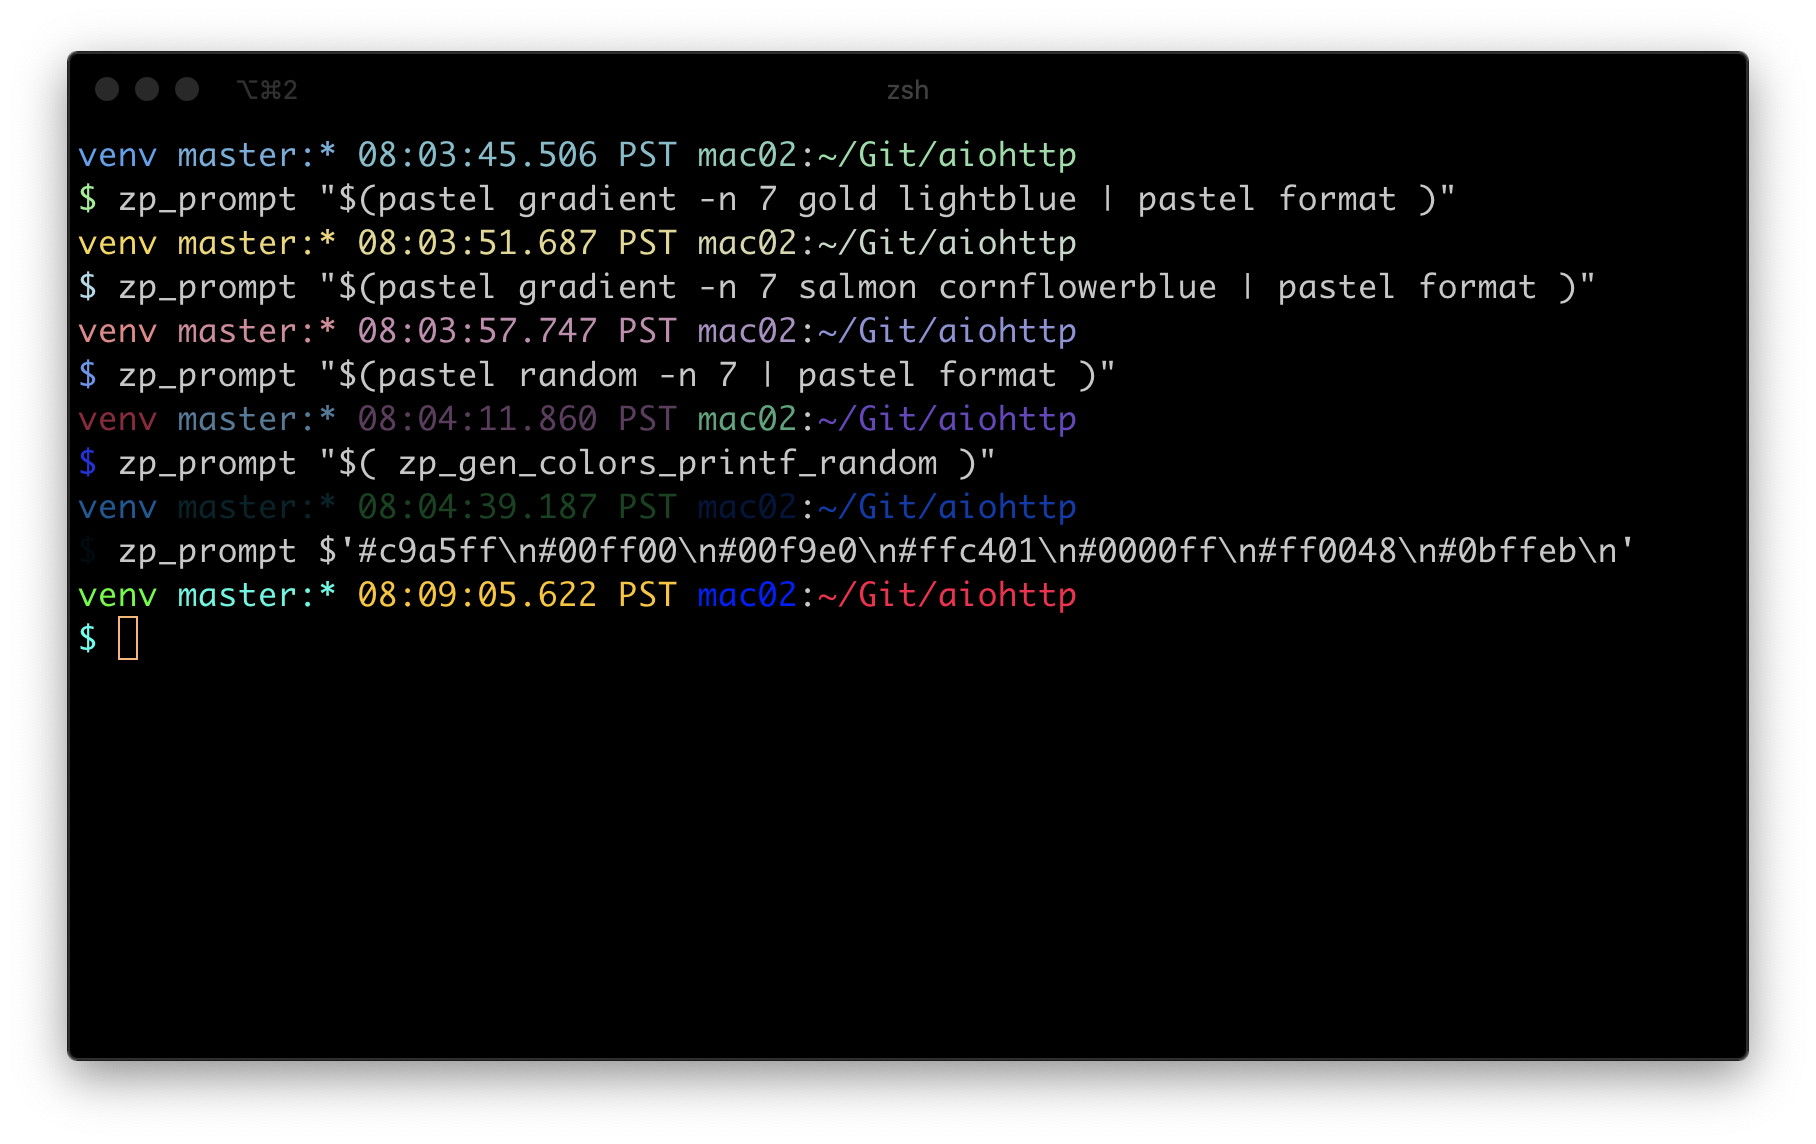 ⌥⌘2 zsh
venv master:* 08:03:45.506 PST mac02:~/Git/aiohttp
$ zp_prompt "$(pastel gradient -n 7 gold lightblue | pastel format )"
venv master:* 08:03:51.687 PST mac02:~/Git/aiohttp
$ zp_prompt "$(pastel gradient -n 7 salmon cornflowerblue | pastel format )"
venv master:* 08:03:57.747 PST mac02:~/Git/aiohttp
$ zp_prompt "$(pastel random -n 7 | pastel format )"
venv master:* 08:04:11.860 PST mac02:~/Git/aiohttp
$ zp_prompt "$( zp_gen_colors_printf_random )"
venv master:* 08:04:39.187 PST mac02:~/Git/aiohttp
$ zp_prompt $'#c9a5ff\n#00ff00\n#00f9e0\n#ffc401\n#0000ff\n#ff0048\n#0bffeb\n'
venv master:* 08:09:05.622 PST mac02:~/Git/aiohttp
$